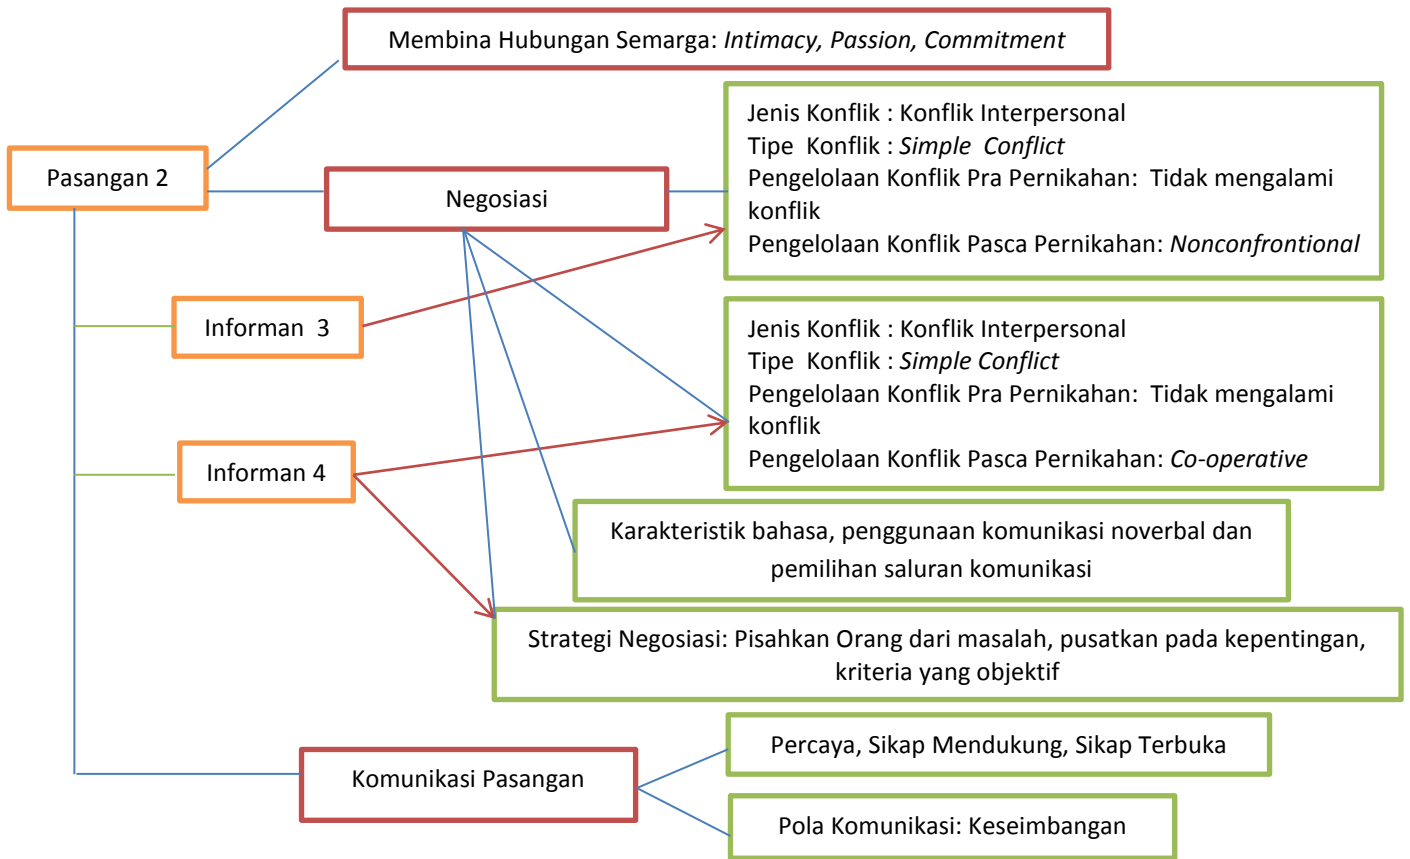 Membina Hubungan Semarga: Intimacy, Passion, Commitment
Pasangan 2
Negosiasi
Jenis Konflik : Konflik Interpersonal
Tipe Konflik : Simple Conflict
Pengelolaan Konflik Pra Pernikahan: Tidak mengalami
konflik
Pengelolaan Konflik Pasca Pernikahan: Nonconfrontional
Informan 3
Jenis Konflik : Konflik Interpersonal
Tipe Konflik : Simple Conflict
Pengelolaan Konflik Pra Pernikahan: Tidak mengalami
konflik
Pengelolaan Konflik Pasca Pernikahan: Co-operative
Informan 4
Karakteristik bahasa, penggunaan komunikasi noverbal dan
pemilihan saluran komunikasi
Strategi Negosiasi: Pisahkan Orang dari masalah, pusatkan pada kepentingan,
kriteria yang objektif
Komunikasi Pasangan
Percaya, Sikap Mendukung, Sikap Terbuka
Pola Komunikasi: Keseimbangan